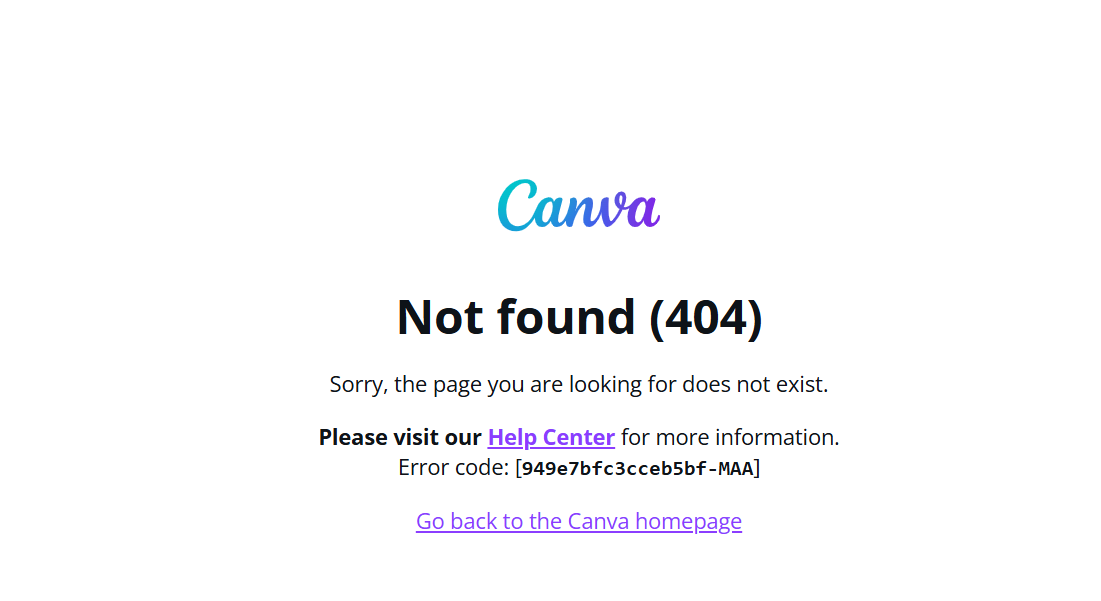 Canva
Not found (404)
Sorry, the page you are looking for does not exist.
Please visit our Help Center for more information.
Error code: [949e7bfc3cceb5bf-MAA]
Go back to the Canva homepage